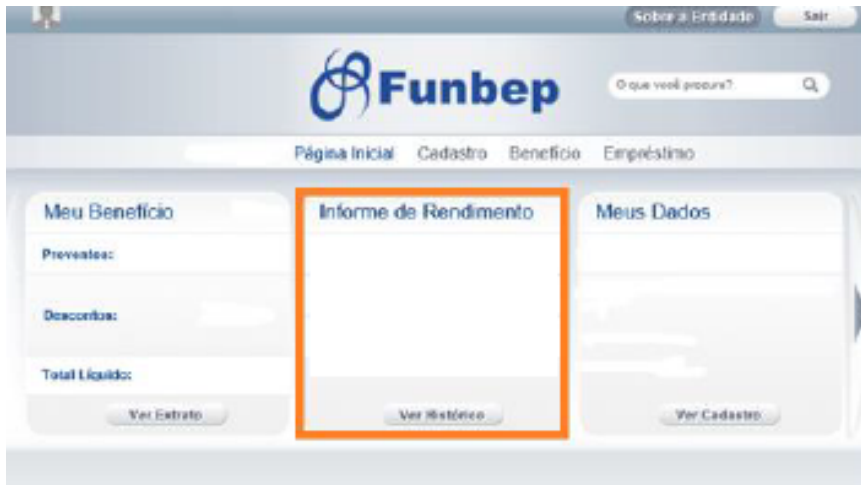 Sobre a Entidade Sair
Funbep
O que você procura?
Página Inicial Cadastro Benefício Empréstimo
Meu Benefício
Proventos:
Descontos:
Total Líquido:
Ver Extrato
Informe de Rendimento
Ver Histórico
Meus Dados
Ver Cadastro